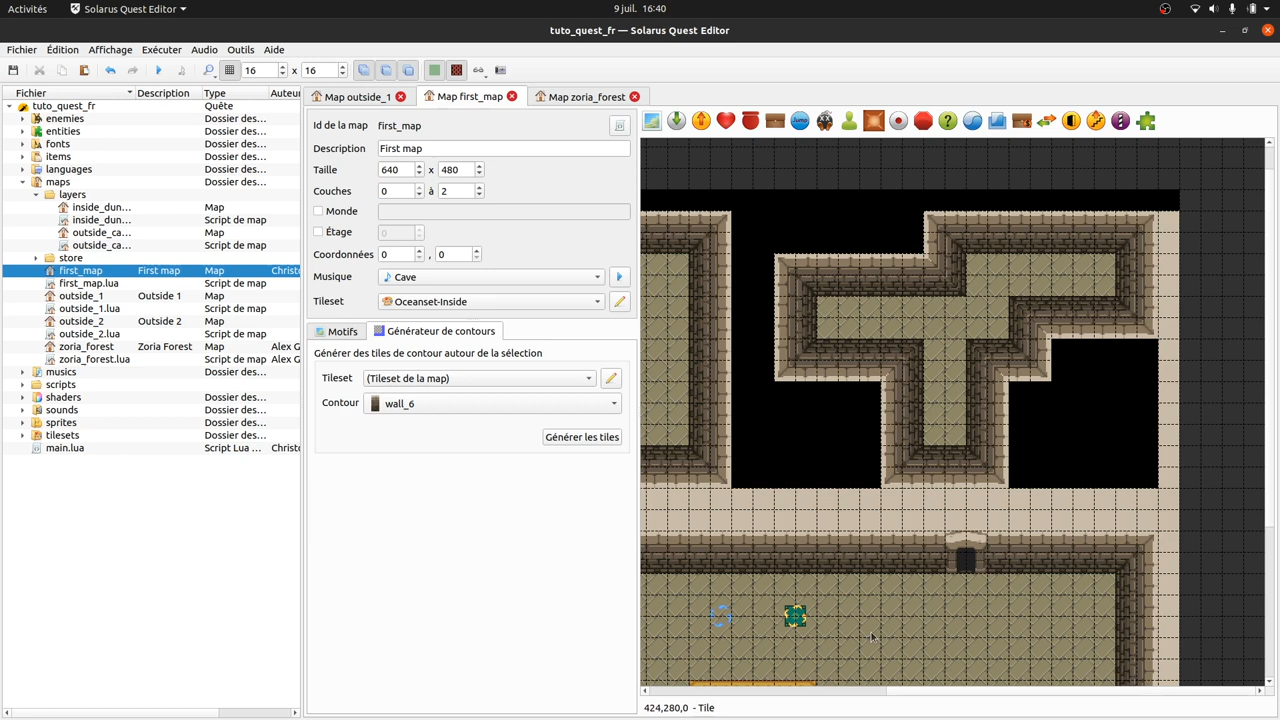 Activités
Solarus Quest Editor
9 juil. 16:40
tuto_quest_fr — Solarus Quest Editor
Fichier Édition Affichage Exécuter Audio Outils Aide
16 x 16
Fichier Description Type Auteur
tuto_quest_fr Quête
enemies Dossier des…
entities Dossier des…
fonts Dossier des…
items Dossier des…
languages Dossier des…
maps Dossier des…
layers Dossier des…
inside_dun… Map
inside_dun… Script de map
outside_ca… Map
outside_ca… Script de map
store Dossier des…
first_map First map Map Christo
first_map.lua Script de map
outside_1 Outside 1 Map
outside_1.lua Script de map
outside_2 Outside 2 Map
outside_2.lua Script de map
zoria_forest Zoria Forest Map Alex G
zoria_forest.lua Script de map
musics Dossier des…
scripts Dossier des…
shaders Dossier des…
sounds Dossier des…
sprites Dossier des…
tilesets Dossier des…
main.lua Script Lua Christo
Map outside_1 Map first_map Map zoria_forest
Id de la map first_map
Description First map
Taille 640 x 480
Couches 0 à 2
Monde
Étage 0
Coordonnées 0 , 0
Musique Cave
Tileset Oceanset-Inside
Motifs Générateur de contours
Générer des tiles de contour autour de la sélection
Tileset (Tileset de la map)
Contour wall_6
Générer les tiles
Jump
424,280,0 - Tile